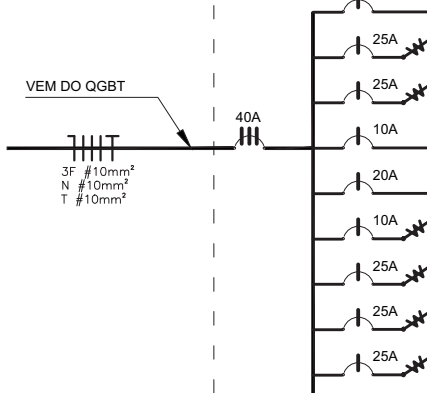 25A
VEM DO QGBT
25A
40A
10A
3F #10mm²
N #10mm²
T #10mm²
20A
10A
25A
25A
25A